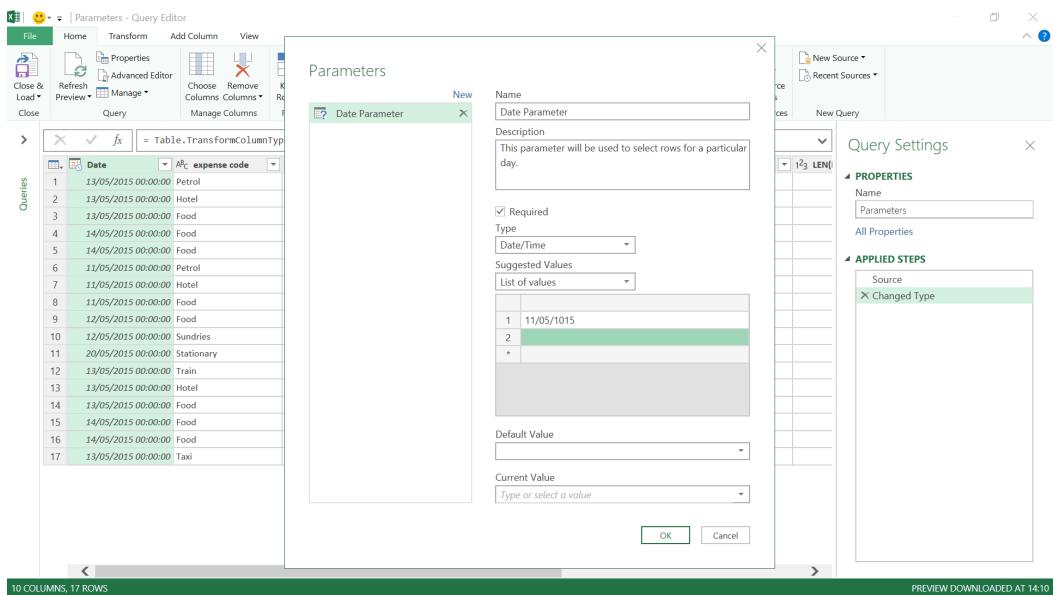 Parameters - Query Editor
File Home Transform Add Column View
Close & Load
Refresh Preview
Properties
Advanced Editor
Manage
Choose Columns
Remove Columns
New Source
Recent Sources
Close
Query
Manage Columns
New Query
fx = Table.TransformColumnTyp
Queries
Date ABC expense code 123 LEN(
1 13/05/2015 00:00:00 Petrol
2 13/05/2015 00:00:00 Hotel
3 13/05/2015 00:00:00 Food
4 14/05/2015 00:00:00 Food
5 14/05/2015 00:00:00 Food
6 11/05/2015 00:00:00 Petrol
7 11/05/2015 00:00:00 Hotel
8 11/05/2015 00:00:00 Food
9 12/05/2015 00:00:00 Food
10 12/05/2015 00:00:00 Sundries
11 20/05/2015 00:00:00 Stationary
12 13/05/2015 00:00:00 Train
13 13/05/2015 00:00:00 Hotel
14 13/05/2015 00:00:00 Food
15 14/05/2015 00:00:00 Food
16 14/05/2015 00:00:00 Food
17 13/05/2015 00:00:00 Taxi
Parameters
New
Date Parameter
Name
Date Parameter
Description
This parameter will be used to select rows for a particular
day.
Required
Type
Date/Time
Suggested Values
List of values
1 11/05/1015
2
*
Default Value
Current Value
Type or select a value
OK Cancel
Query Settings
PROPERTIES
Name
Parameters
All Properties
APPLIED STEPS
Source
Changed Type
10 COLUMNS, 17 ROWS
PREVIEW DOWNLOADED AT 14:10